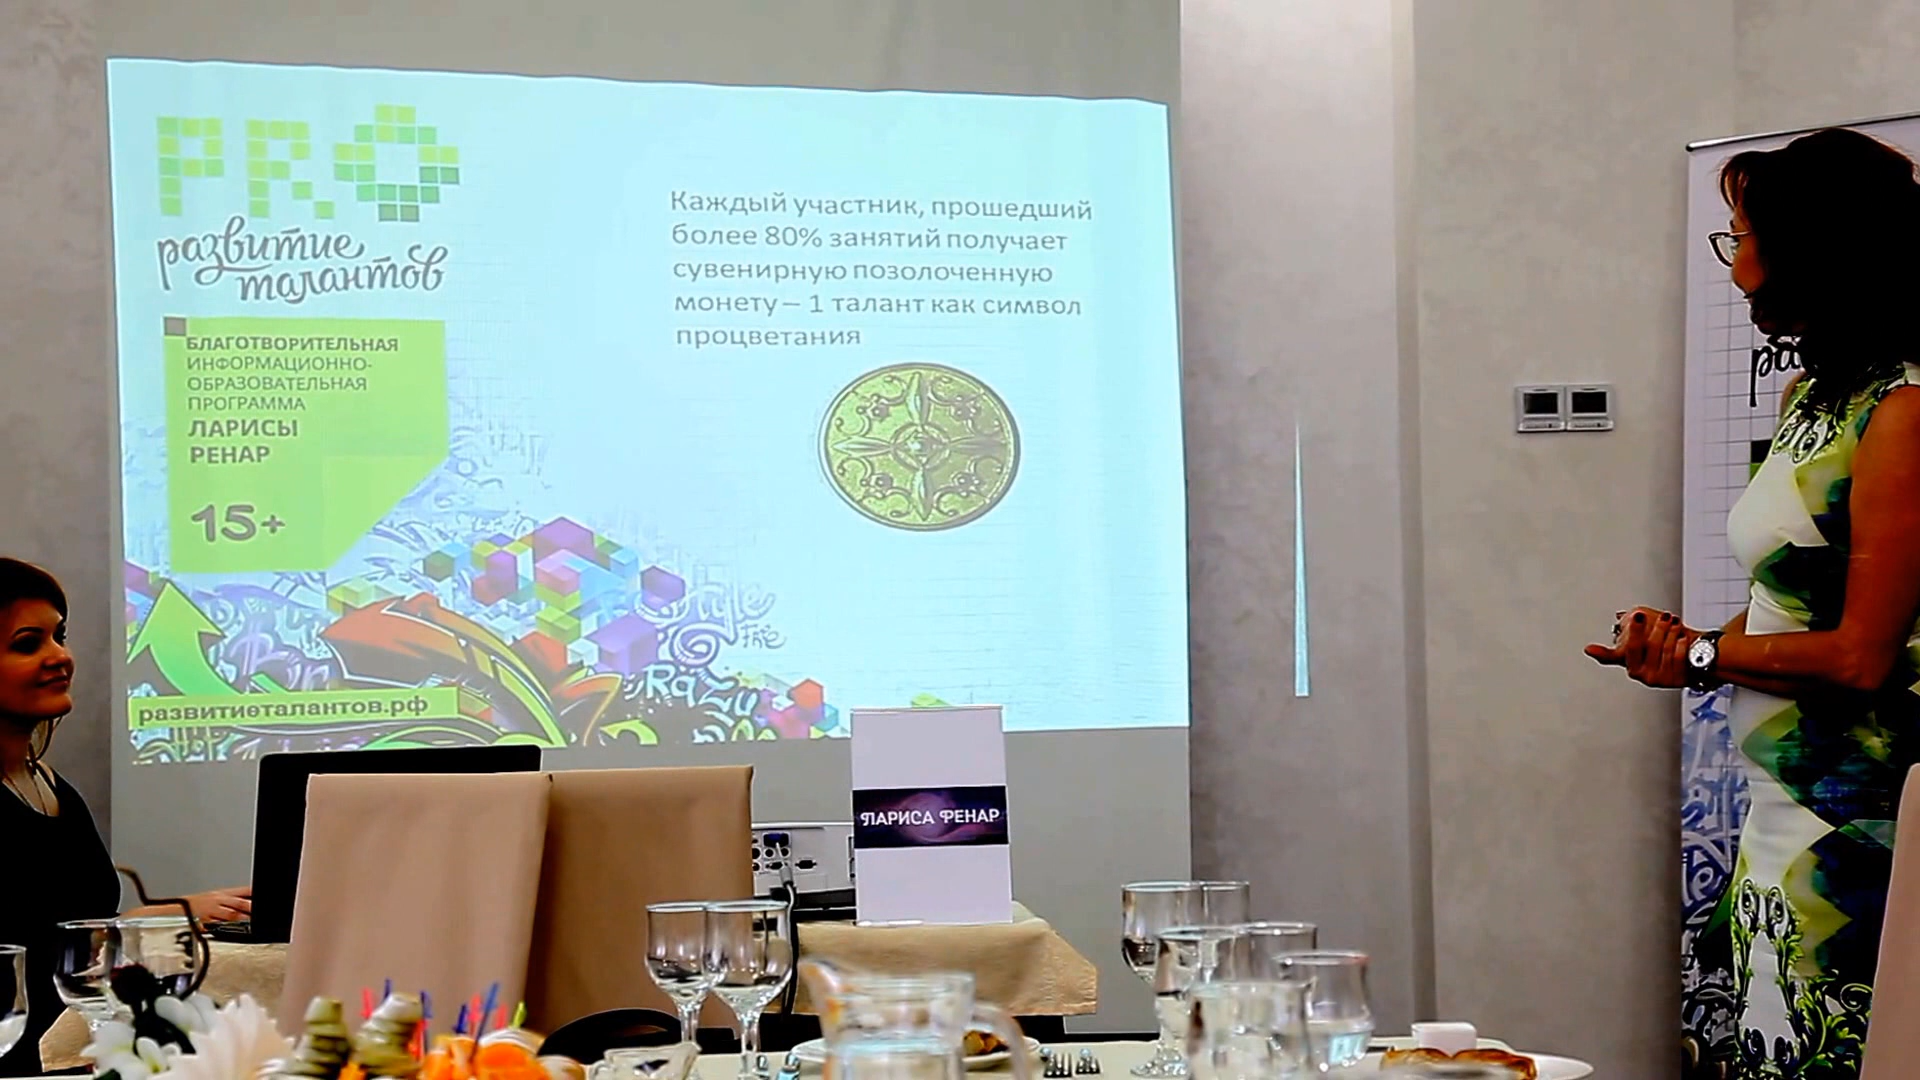 PRO
развитие
талантов
БЛАГОТВОРИТЕЛЬНАЯ
ИНФОРМАЦИОННО-
ОБРАЗОВАТЕЛЬНАЯ
ПРОГРАММА
ЛАРИСЫ
РЕНАР
15+
развитиеталантов.рф
Каждый участник, прошедший
более 80% занятий получает
сувенирную позолоченную
монету – 1 талант как символ
процветания
Style
ЛАРИСА РЕНАР